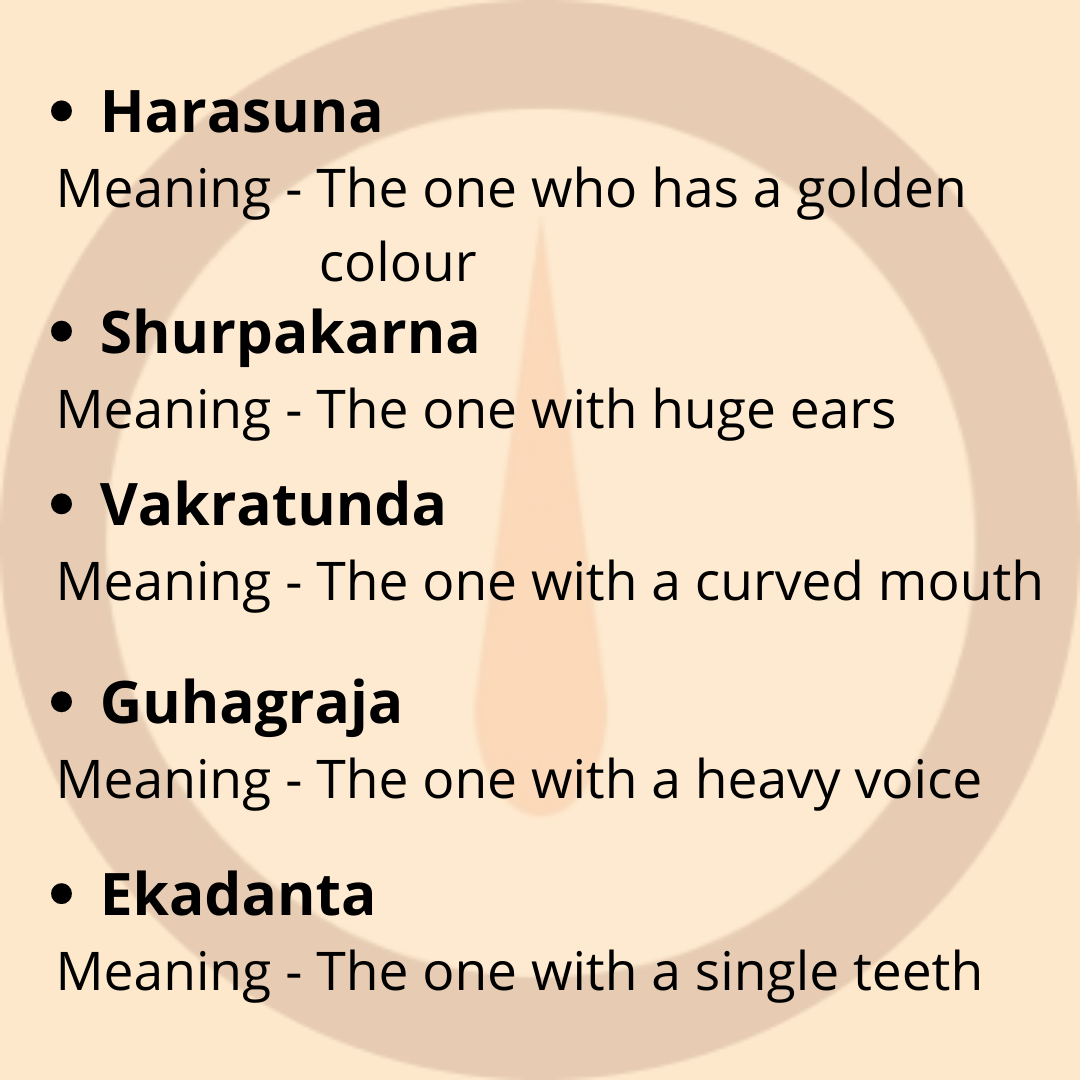 • Harasuna
Meaning - The one who has a golden
colour
• Shurpakarna
Meaning - The one with huge ears
• Vakratunda
Meaning - The one with a curved mouth
• Guhagraja
Meaning - The one with a heavy voice
• Ekadanta
Meaning - The one with a single teeth